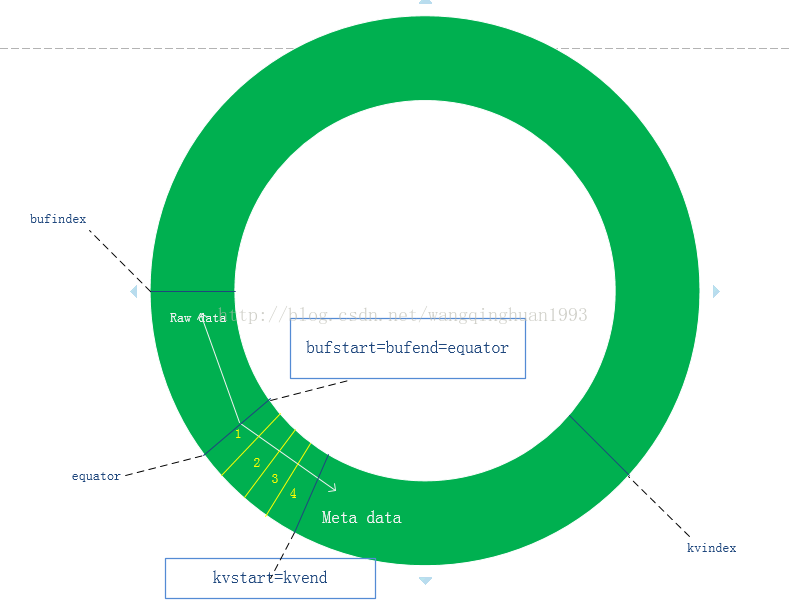 bufindex
http://blog.csdn.net/wangqinghuan1993
Raw data
bufstart=bufend=equator
1
2
equator
3
4
Meta data
kvindex
kvstart=kvend